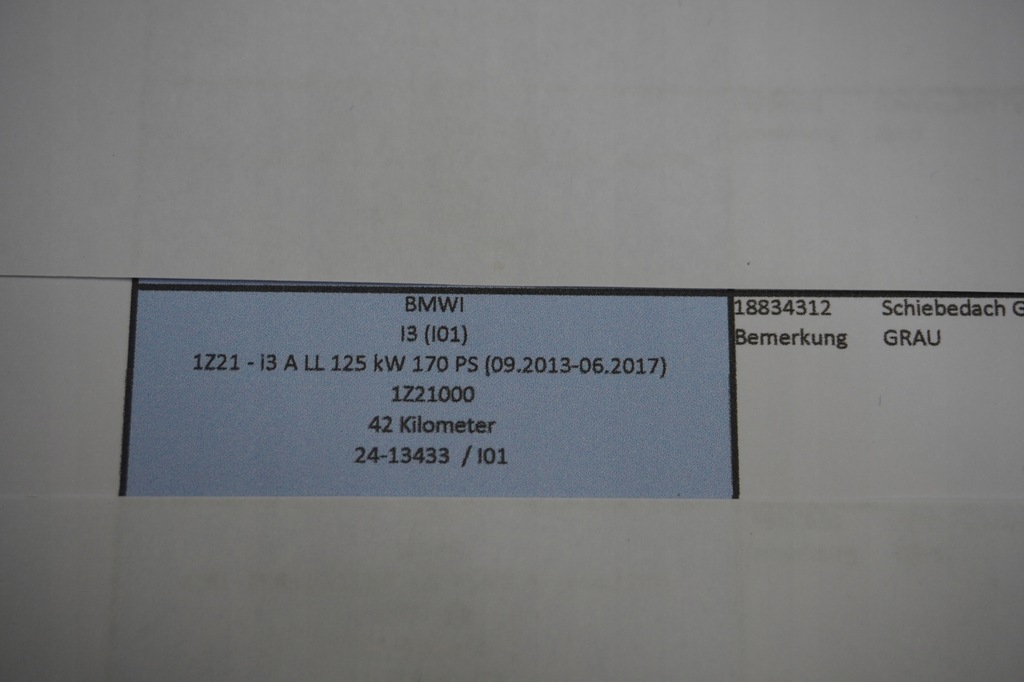 BMWI
I3 (I01)
1Z21 - i3 A LL 125 kW 170 PS (09.2013-06.2017)
1Z21000
42 Kilometer
24-13433 / I01
18834312 Schiebedach G
Bemerkung GRAU